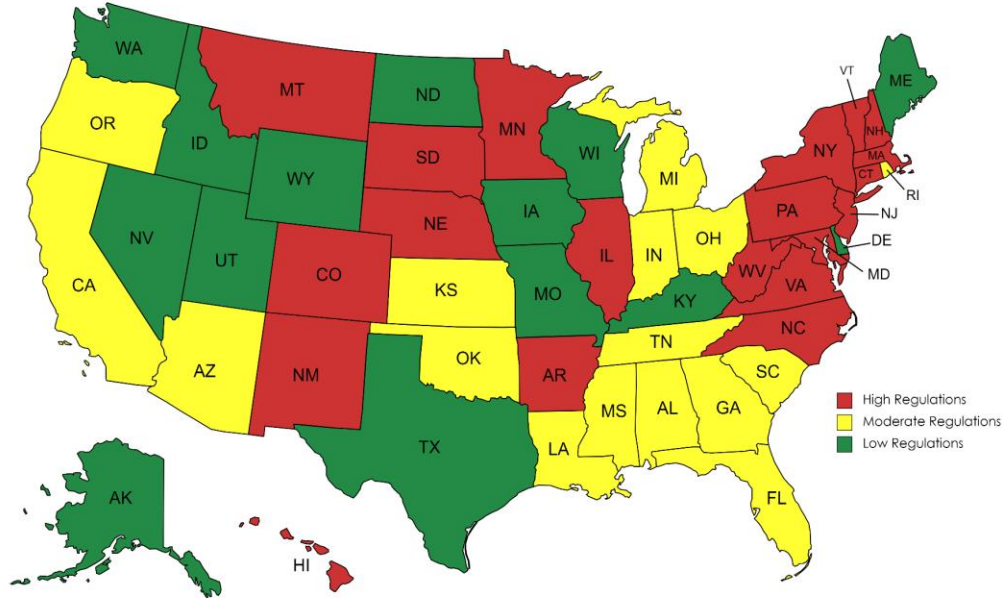 WA
MT
ND
MN
VT
ME
OR
ID
SD
WI
NY
NH
MA
CT
RI
WY
MI
NE
IA
PA
NJ
NV
UT
CO
IL
IN
OH
DE
MD
CA
KS
MO
KY
WV
VA
AZ
NM
OK
AR
TN
NC
SC
TX
LA
MS
AL
GA
FL
High Regulations
Moderate Regulations
Low Regulations
AK
HI